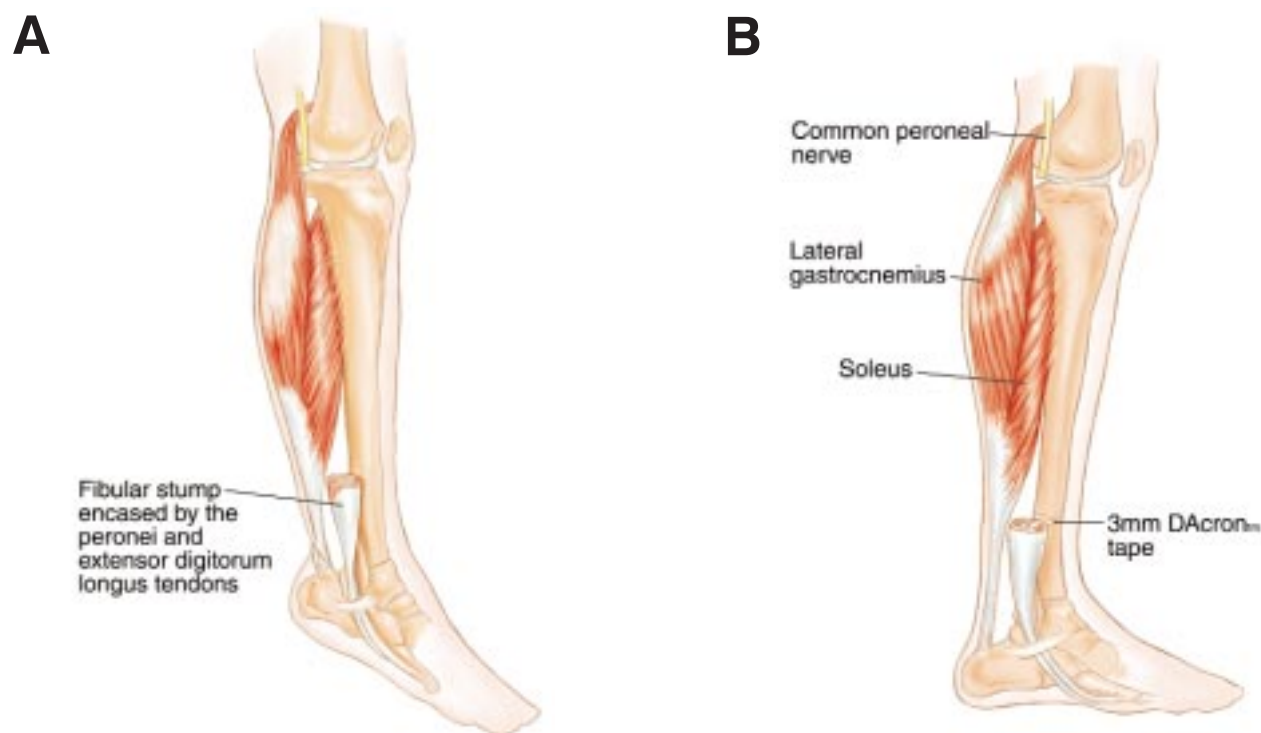 A
Fibular stump
encased by the
peronei and
extensor digitorum
longus tendons
B
Common peroneal
nerve
Lateral
gastrocnemius
Soleus
3mm DAcron™
tape